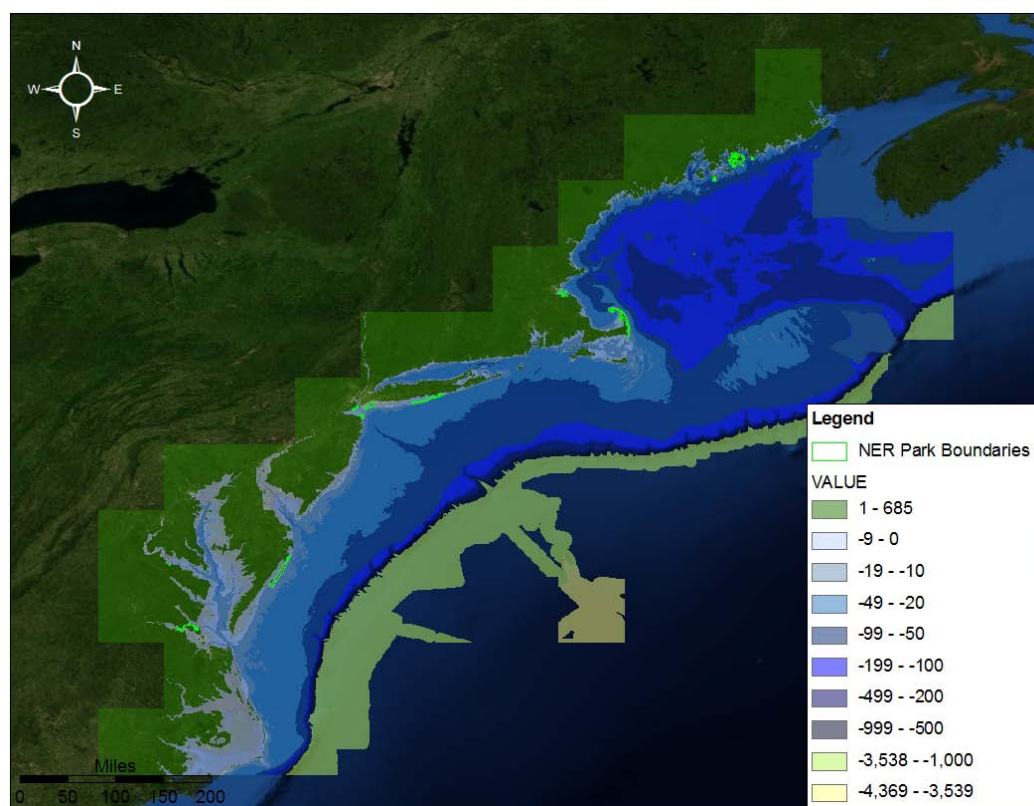 N
W E
S
Legend
NER Park Boundaries
VALUE
1 - 685
-9 - 0
-19 - -10
-49 - -20
-99 - -50
-199 - -100
-499 - -200
-999 - -500
-3,538 - -1,000
-4,369 - -3,539
Miles
0 50 100 150 200